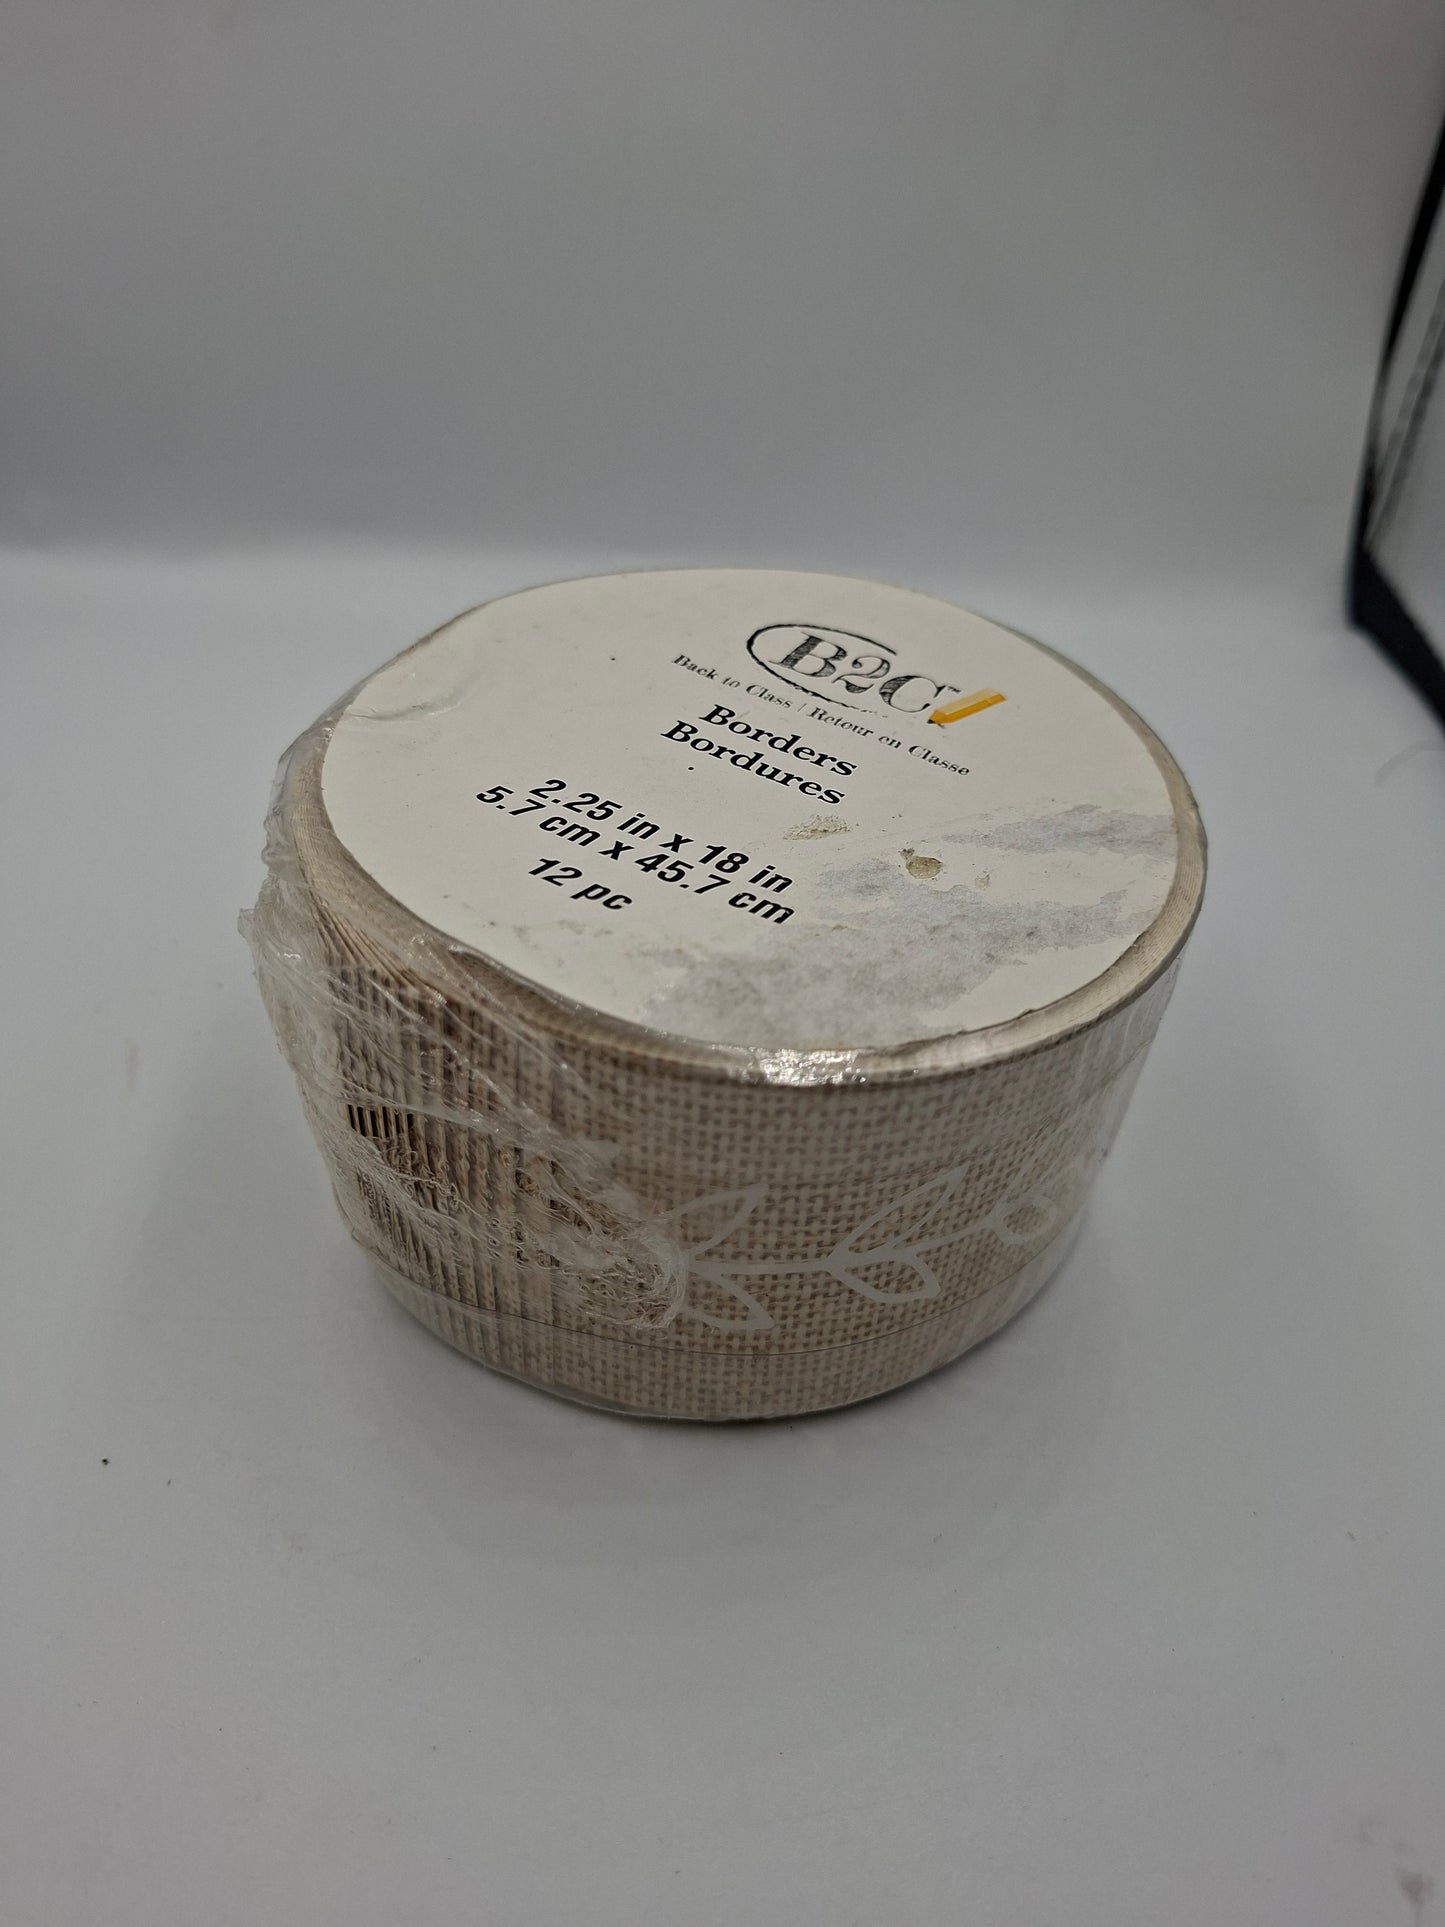 B2C™
Back to Class | Retour en Classe
Borders
Bordures
2.25 in x 18 in
5.7 cm x 45.7 cm
12 pc